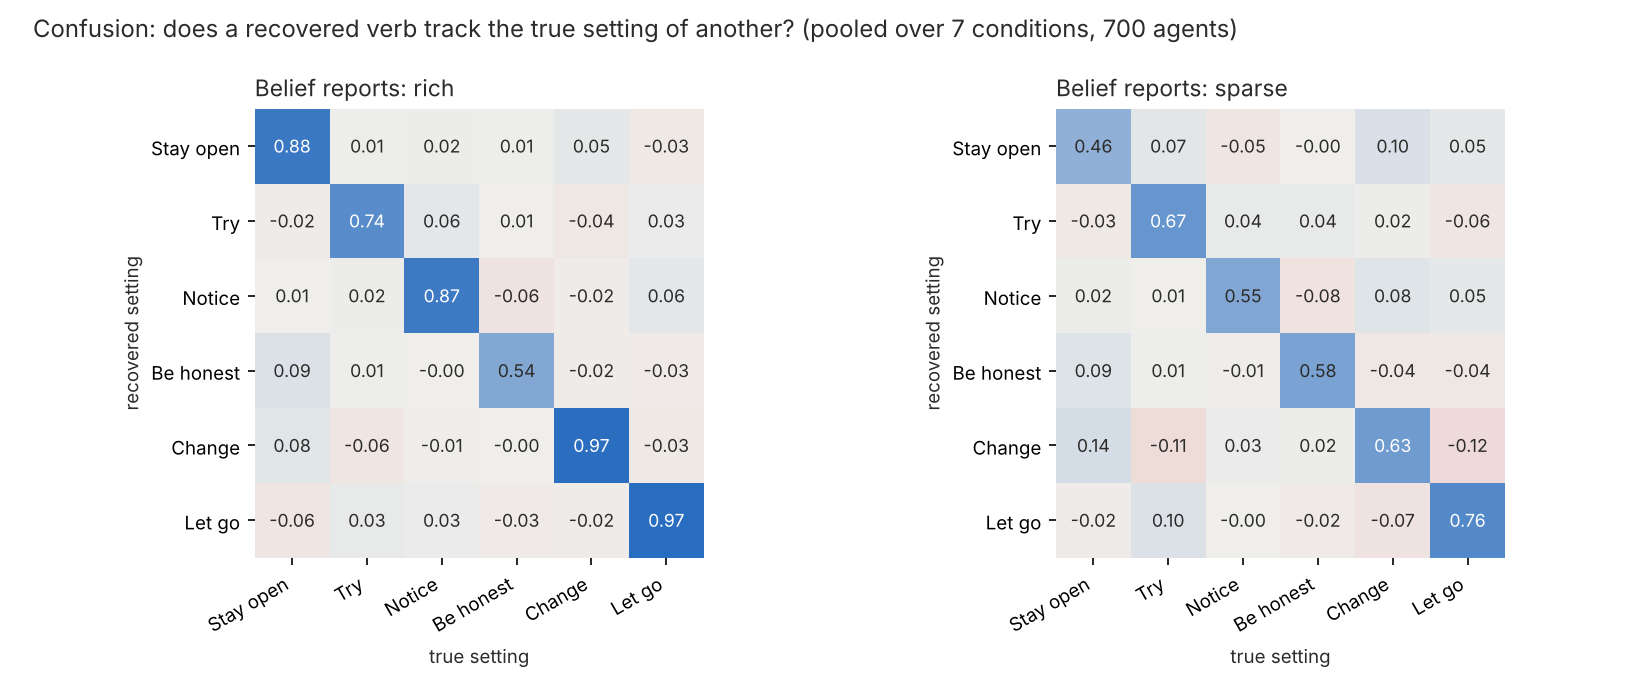 Confusion: does a recovered verb track the true setting of another? (pooled over 7 conditions, 700 agents)
Belief reports: rich
recovered setting
Stay open 0.88 0.01 0.02 0.01 0.05 -0.03
Try -0.02 0.74 0.06 0.01 -0.04 0.03
Notice 0.01 0.02 0.87 -0.06 -0.02 0.06
Be honest 0.09 0.01 -0.00 0.54 -0.02 -0.03
Change 0.08 -0.06 -0.01 -0.00 0.97 -0.03
Let go -0.06 0.03 0.03 -0.03 -0.02 0.97
Stay open Try Notice Be honest Change Let go
true setting
Belief reports: sparse
recovered setting
Stay open 0.46 0.07 -0.05 -0.00 0.10 0.05
Try -0.03 0.67 0.04 0.04 0.02 -0.06
Notice 0.02 0.01 0.55 -0.08 0.08 0.05
Be honest 0.09 0.01 -0.01 0.58 -0.04 -0.04
Change 0.14 -0.11 0.03 0.02 0.63 -0.12
Let go -0.02 0.10 -0.00 -0.02 -0.07 0.76
Stay open Try Notice Be honest Change Let go
true setting